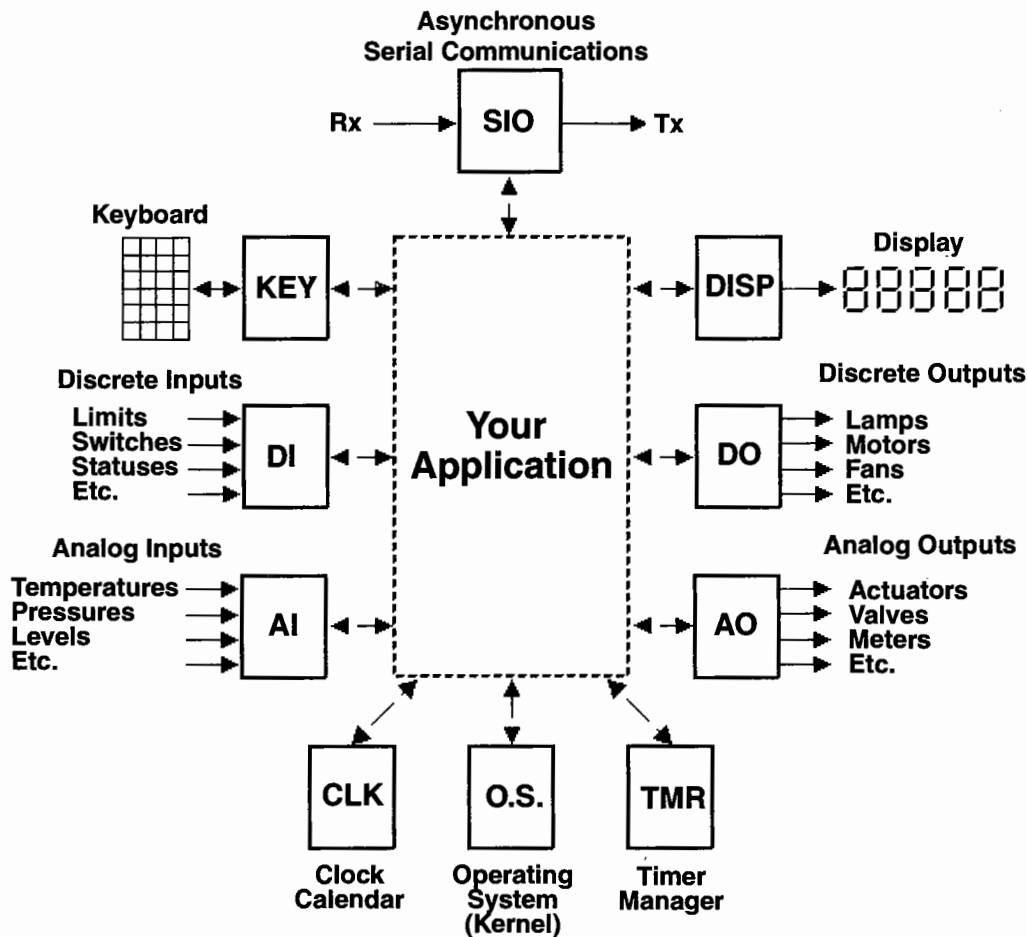 Asynchronous
Serial Communications
Rx
SIO
Tx
Keyboard
KEY
DISP
Display
Discrete Inputs
Limits
Switches
Statuses
Etc.
DI
Your
Application
DO
Discrete Outputs
Lamps
Motors
Fans
Etc.
Analog Inputs
Temperatures
Pressures
Levels
Etc.
AI
AO
Analog Outputs
Actuators
Valves
Meters
Etc.
CLK
O.S.
TMR
Clock
Calendar
Operating
System
(Kernel)
Timer
Manager